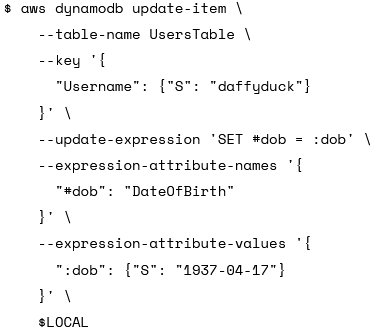 $ aws dynamodb update-item \
    --table-name UsersTable \
    --key '{
      "Username": {"S": "daffyduck"}
    }' \
    --update-expression 'SET #dob = :dob' \
    --expression-attribute-names '{
      "#dob": "DateOfBirth"
    }' \
    --expression-attribute-values '{
      ":dob": {"S": "1937-04-17"}
    }' \
    $LOCAL